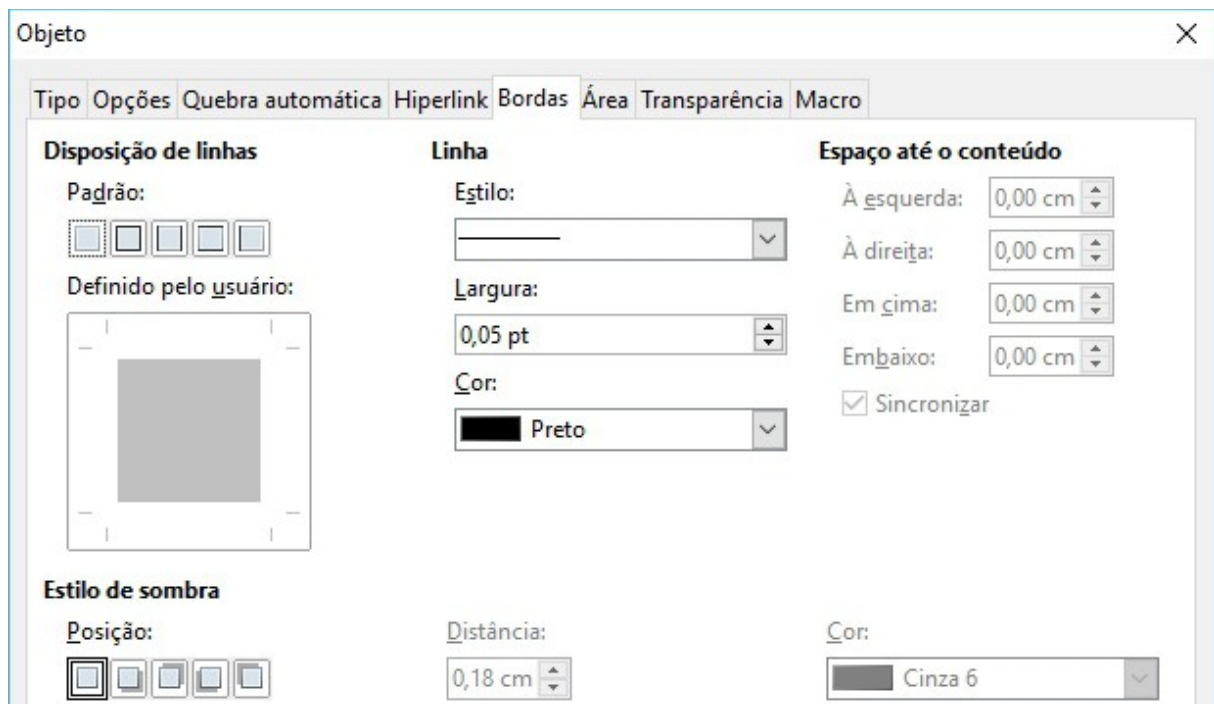 Objeto
Tipo Opções Quebra automática Hiperlink Bordas Área Transparência Macro
Disposição de linhas
Padrão:
Definido pelo usuário:
Linha
Estilo:
Largura:
0,05 pt
Cor:
Preto
Espaço até o conteúdo
À esquerda: 0,00 cm
À direita: 0,00 cm
Em cima: 0,00 cm
Embaixo: 0,00 cm
Sincronizar
Estilo de sombra
Posição:
Distância:
0,18 cm
Cor:
Cinza 6